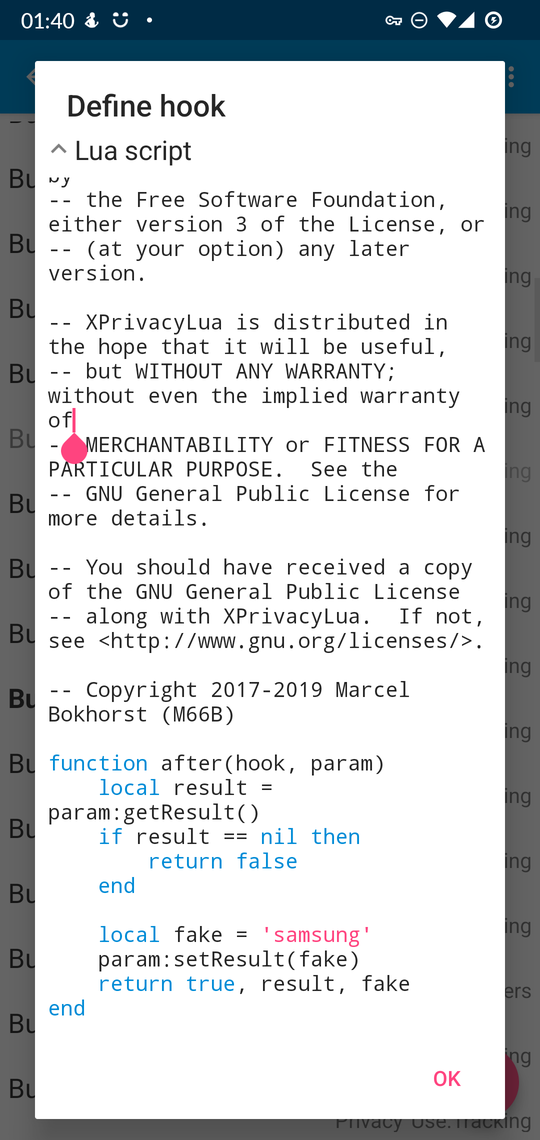 01:40
Define hook
Lua script
by
-- the Free Software Foundation,
either version 3 of the License, or
-- (at your option) any later
version.
-- XPrivacyLua is distributed in
the hope that it will be useful,
-- but WITHOUT ANY WARRANTY;
without even the implied warranty
of
-- MERCHANTABILITY or FITNESS FOR A
PARTICULAR PURPOSE.  See the
-- GNU General Public License for
more details.
-- You should have received a copy
of the GNU General Public License
-- along with XPrivacyLua.  If not,
see <http://www.gnu.org/licenses/>.
-- Copyright 2017-2019 Marcel
Bokhorst (M66B)
function after(hook, param)
    local result =
param:getResult()
    if result == nil then
        return false
    end
    local fake = 'samsung'
    param:setResult(fake)
    return true, result, fake
end
OK
Privacy Use.Tracking